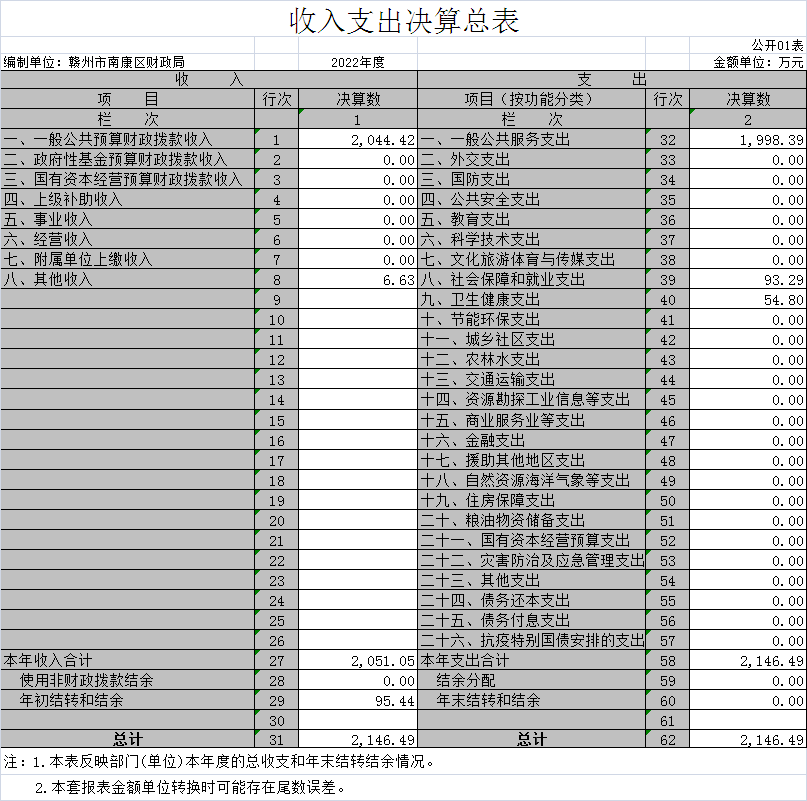 收入支出决算总表
公开01表
编制单位：赣州市南康区财政局 2022年度 金额单位：万元
收 入 支 出
项 目 行次 决算数 项目（按功能分类） 行次 决算数
栏 次 1 栏 次 2
一、一般公共预算财政拨款收入 1 2,044.42 一、一般公共服务支出 32 1,998.39
二、政府性基金预算财政拨款收入 2 0.00 二、外交支出 33 0.00
三、国有资本经营预算财政拨款收入 3 0.00 三、国防支出 34 0.00
四、上级补助收入 4 0.00 四、公共安全支出 35 0.00
五、事业收入 5 0.00 五、教育支出 36 0.00
六、经营收入 6 0.00 六、科学技术支出 37 0.00
七、附属单位上缴收入 7 0.00 七、文化旅游体育与传媒支出 38 0.00
八、其他收入 8 6.63 八、社会保障和就业支出 39 93.29
9 九、卫生健康支出 40 54.80
10 十、节能环保支出 41 0.00
11 十一、城乡社区支出 42 0.00
12 十二、农林水支出 43 0.00
13 十三、交通运输支出 44 0.00
14 十四、资源勘探工业信息等支出 45 0.00
15 十五、商业服务业等支出 46 0.00
16 十六、金融支出 47 0.00
17 十七、援助其他地区支出 48 0.00
18 十八、自然资源海洋气象等支出 49 0.00
19 十九、住房保障支出 50 0.00
20 二十、粮油物资储备支出 51 0.00
21 二十一、国有资本经营预算支出 52 0.00
22 二十二、灾害防治及应急管理支出 53 0.00
23 二十三、其他支出 54 0.00
24 二十四、债务还本支出 55 0.00
25 二十五、债务付息支出 56 0.00
26 二十六、抗疫特别国债安排的支出 57 0.00
本年收入合计 27 2,051.05 本年支出合计 58 2,146.49
使用非财政拨款结余 28 0.00 结余分配 59 0.00
年初结转和结余 29 95.44 年末结转和结余 60 0.00
30 61
总计 31 2,146.49 总计 62 2,146.49
注：1.本表反映部门(单位)本年度的总收支和年末结转结余情况。
2.本套报表金额单位转换时可能存在尾数误差。